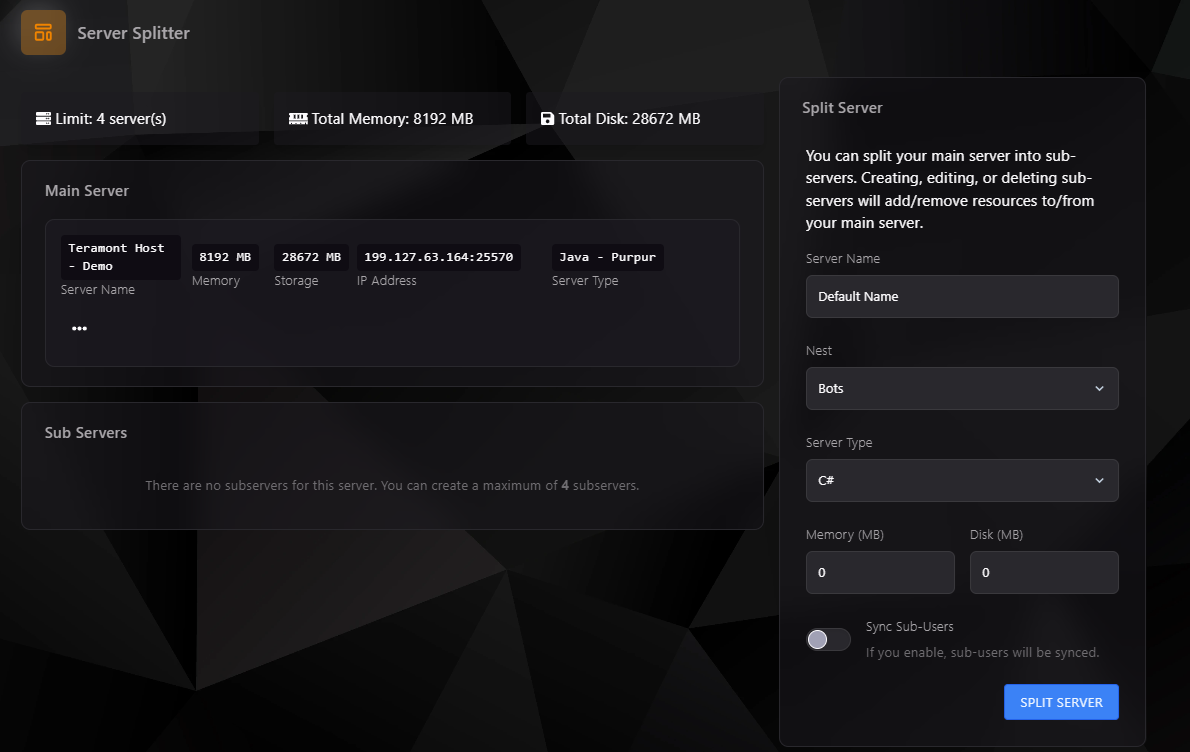 Server Splitter
Limit: 4 server(s)
Total Memory: 8192 MB
Total Disk: 28672 MB
Main Server
Teramont Host
- Demo
Server Name
8192 MB
Memory
28672 MB
Storage
199.127.63.164:25570
IP Address
Java - Purpur
Server Type
•••
Sub Servers
There are no subservers for this server. You can create a maximum of 4 subservers.
Split Server
You can split your main server into sub-
servers. Creating, editing, or deleting sub-
servers will add/remove resources to/from
your main server.
Server Name
Default Name
Nest
Bots
Server Type
C#
Memory (MB)
0
Disk (MB)
0
Sync Sub-Users
If you enable, sub-users will be synced.
SPLIT SERVER